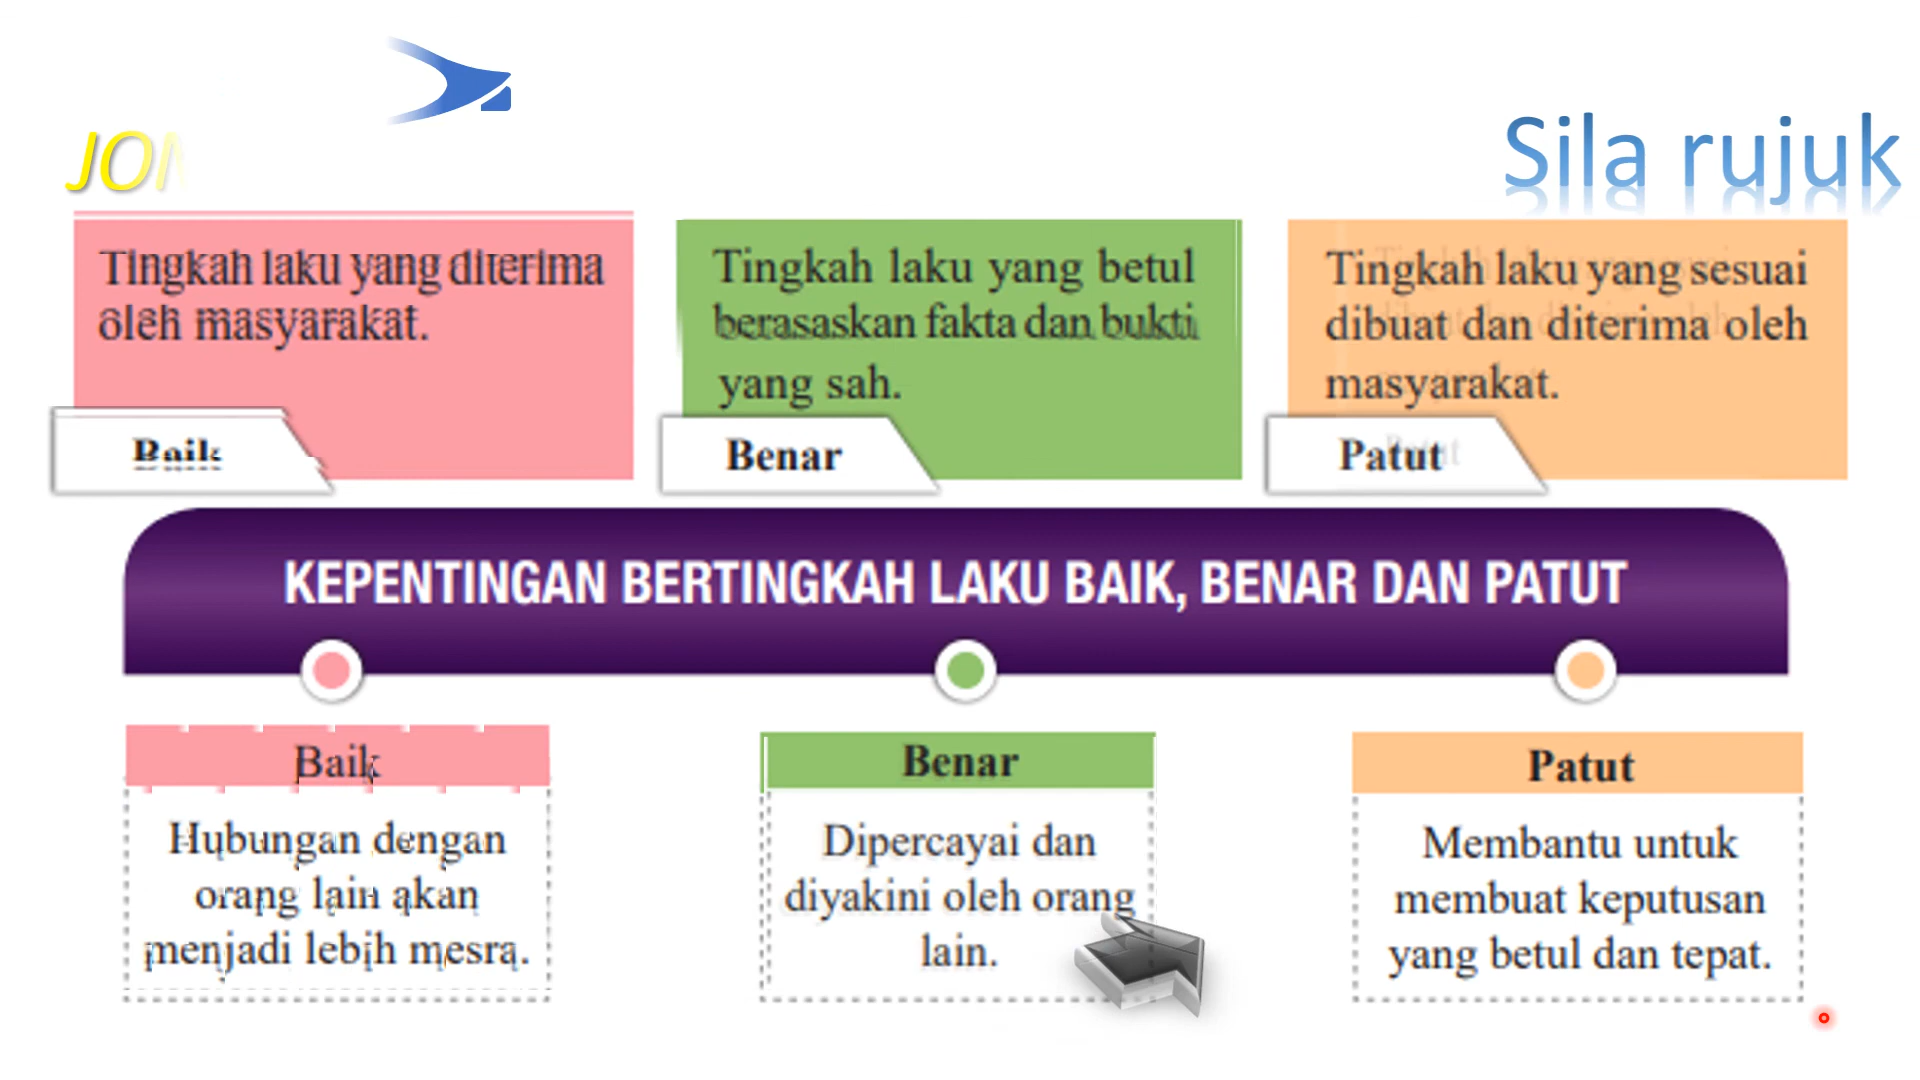 Sila rujuk
Tingkah laku yang diterima
oleh masyarakat.
Baik
Tingkah laku yang betul
berasaskan fakta dan bukti
yang sah.
Benar
Tingkah laku yang sesuai
dibuat dan diterima oleh
masyarakat.
Patut
KEPENTINGAN BERTINGKAH LAKU BAIK, BENAR DAN PATUT
Baik
Hubungan dengan
orang lain akan
menjadi lebih mesra.
Benar
Dipercayai dan
diyakini oleh orang
lain.
Patut
Membantu untuk
membuat keputusan
yang betul dan tepat.